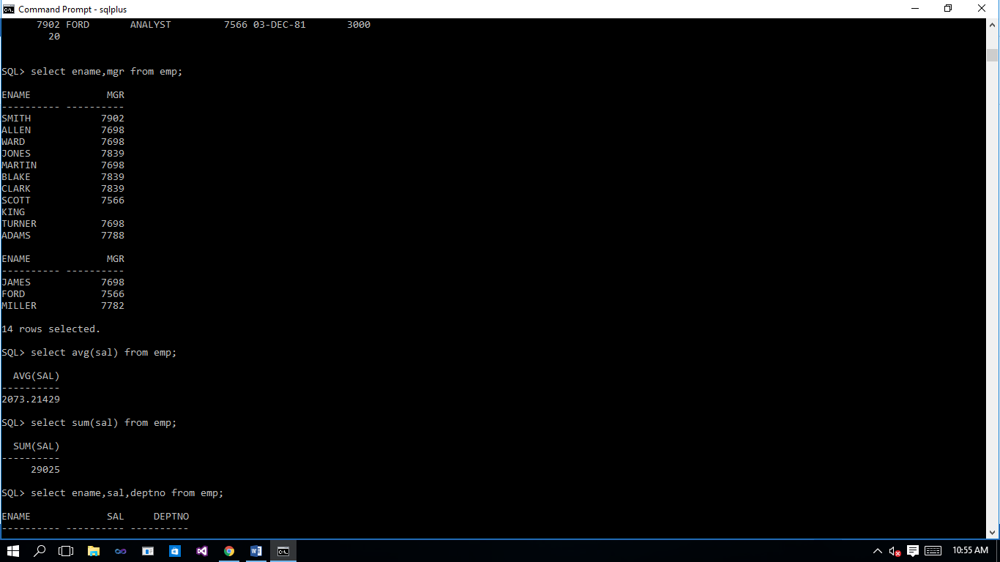 Command Prompt - sqlplus
      7902 FORD       ANALYST         7566 03-DEC-81       3000
        20
SQL> select ename,mgr from emp;
ENAME             MGR
---------- ----------
SMITH            7902
ALLEN            7698
WARD             7698
JONES            7839
MARTIN           7698
BLAKE            7839
CLARK            7839
SCOTT            7566
KING
TURNER           7698
ADAMS            7788
ENAME             MGR
---------- ----------
JAMES            7698
FORD             7566
MILLER           7782
14 rows selected.
SQL> select avg(sal) from emp;
  AVG(SAL)
----------
2073.21429
SQL> select sum(sal) from emp;
  SUM(SAL)
----------
     29025
SQL> select ename,sal,deptno from emp;
ENAME             SAL     DEPTNO
---------- ---------- ----------
10:55 AM